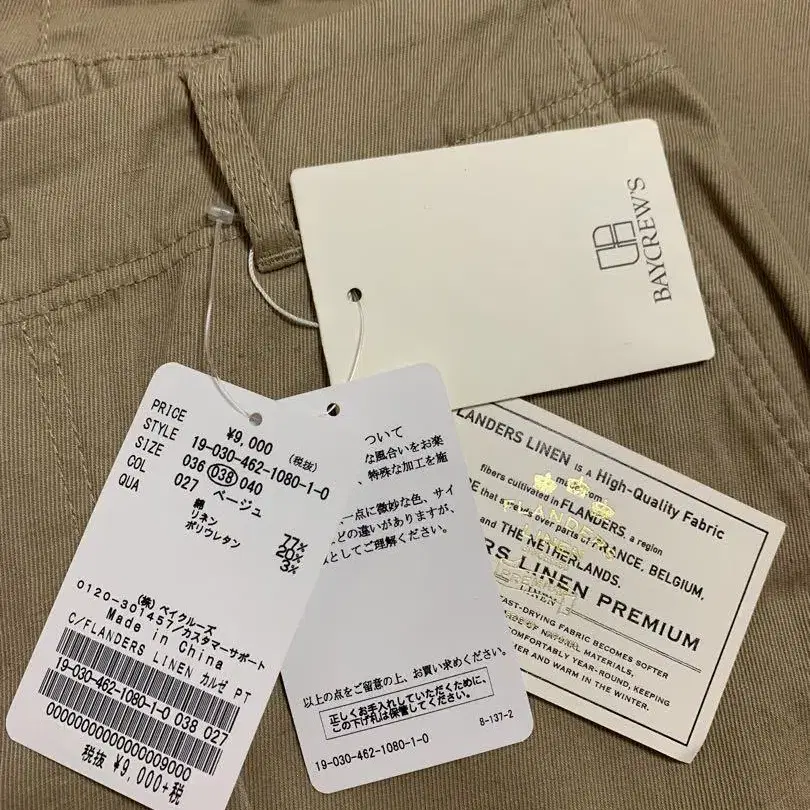 BAYCREW'S
PRICE ¥9,000 (税抜)
STYLE 19-030-462-1080-1-0
SIZE 036 038 040
COL 027 ベージュ
QUA 綿 77%
リネン 20%
ポリウレタン 3%
(株) ベイクルーズ
0120-301457/カスタマーサポート
Made in China
C/FLANDERS LINEN カルゼ PT
19-030-462-1080-1-0 038 027
0000000000000009000
税抜 ¥9,000+税
ついて
な風合いをお楽
、特殊な加工を施
、一点に微妙な色、サイ
どの違いがありますが、
としてご理解ください。
以上の点をご留意の上、お買い求めください。
正しくお手入れしていただくために、
この下げ札は保管してください。
B-137-2
19-030-462-1080-1-0
FLANDERS LINEN IS A High-Quality Fabric
made from
fibers cultivated in FLANDERS, a region
over parts of FRANCE, BELGIUM,
and THE NETHERLANDS.
LINEN PREMIUM
LINEN
FAST-DRYING FABRIC BECOMES SOFTER
MADE OF NATURAL MATERIALS,
COMFORTABLY YEAR-ROUND, KEEPING
AND WARM IN THE WINTER.
FLANDERS
LINEN